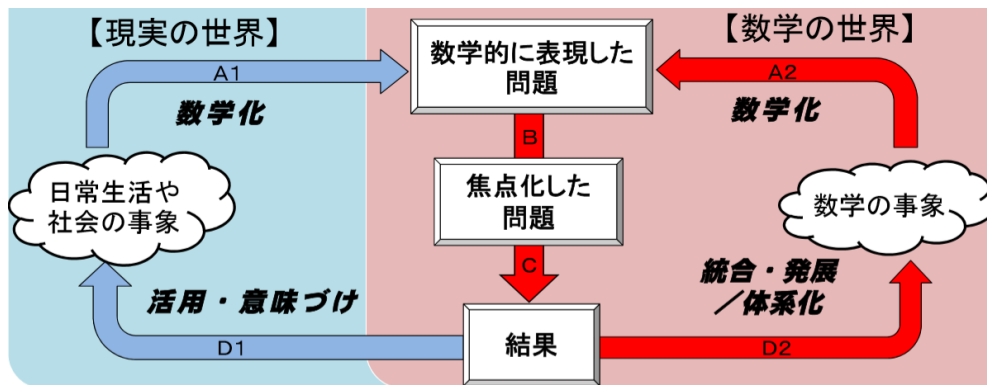 【現実の世界】
【数学の世界】
A1
数学化
数学的に表現した
問題
A2
数学化
B
日常生活や
社会の事象
焦点化した
問題
数学の事象
C
活用・意味づけ
統合・発展
／体系化
D1
結果
D2